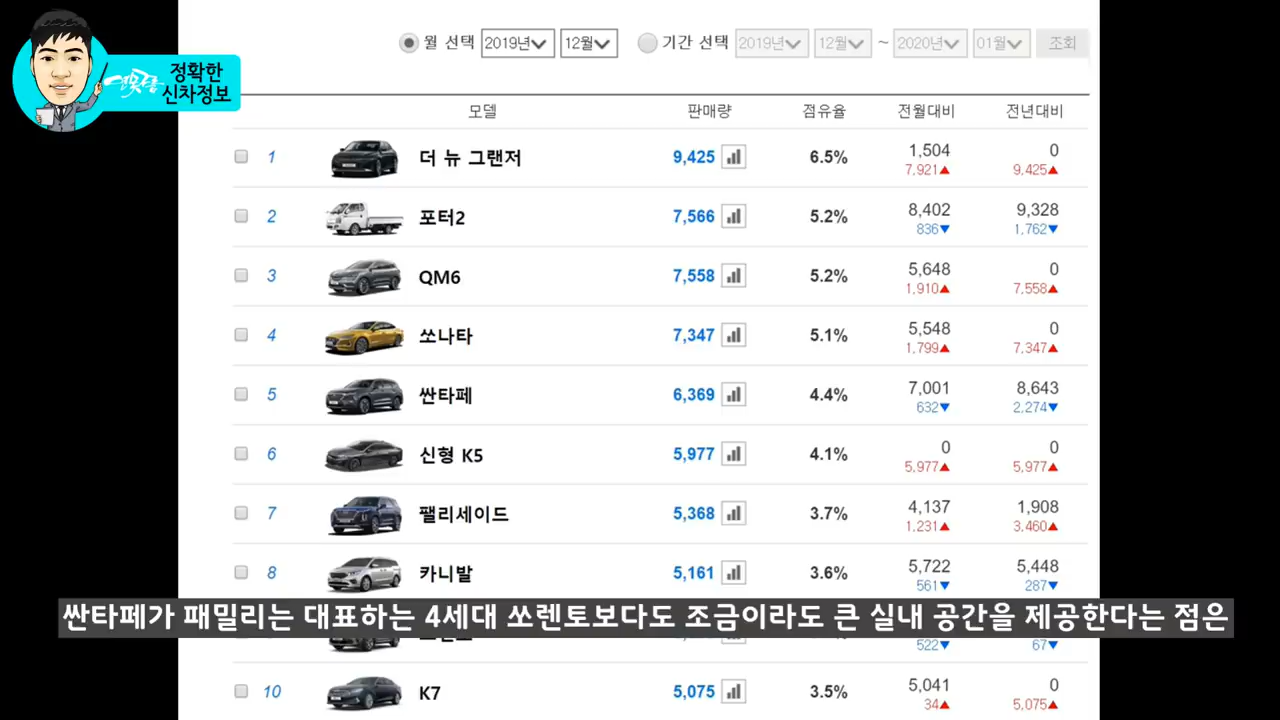 정확한
신차정보
월 선택 2019년 12월 기간 선택 2019년 12월 ~ 2020년 01월 조회
모델 판매량 점유율 전월대비 전년대비
1 더 뉴 그랜저 9,425 6.5% 1,504 0
7,921▲ 9,425▲
2 포터2 7,566 5.2% 8,402 9,328
836▼ 1,762▼
3 QM6 7,558 5.2% 5,648 0
1,910▲ 7,558▲
4 쏘나타 7,347 5.1% 5,548 0
1,799▲ 7,347▲
5 싼타페 6,369 4.4% 7,001 8,643
632▼ 2,274▼
6 신형 K5 5,977 4.1% 0 0
5,977▲ 5,977▲
7 팰리세이드 5,368 3.7% 4,137 1,908
1,231▲ 3,460▲
8 카니발 5,161 3.6% 5,722 5,448
561▼ 287▼
싼타페가 패밀리는 대표하는 4세대 쏘렌토보다도 조금이라도 큰 실내 공간을 제공한다는 점은
522▼ 67▼
10 K7 5,075 3.5% 5,041 0
34▲ 5,075▲